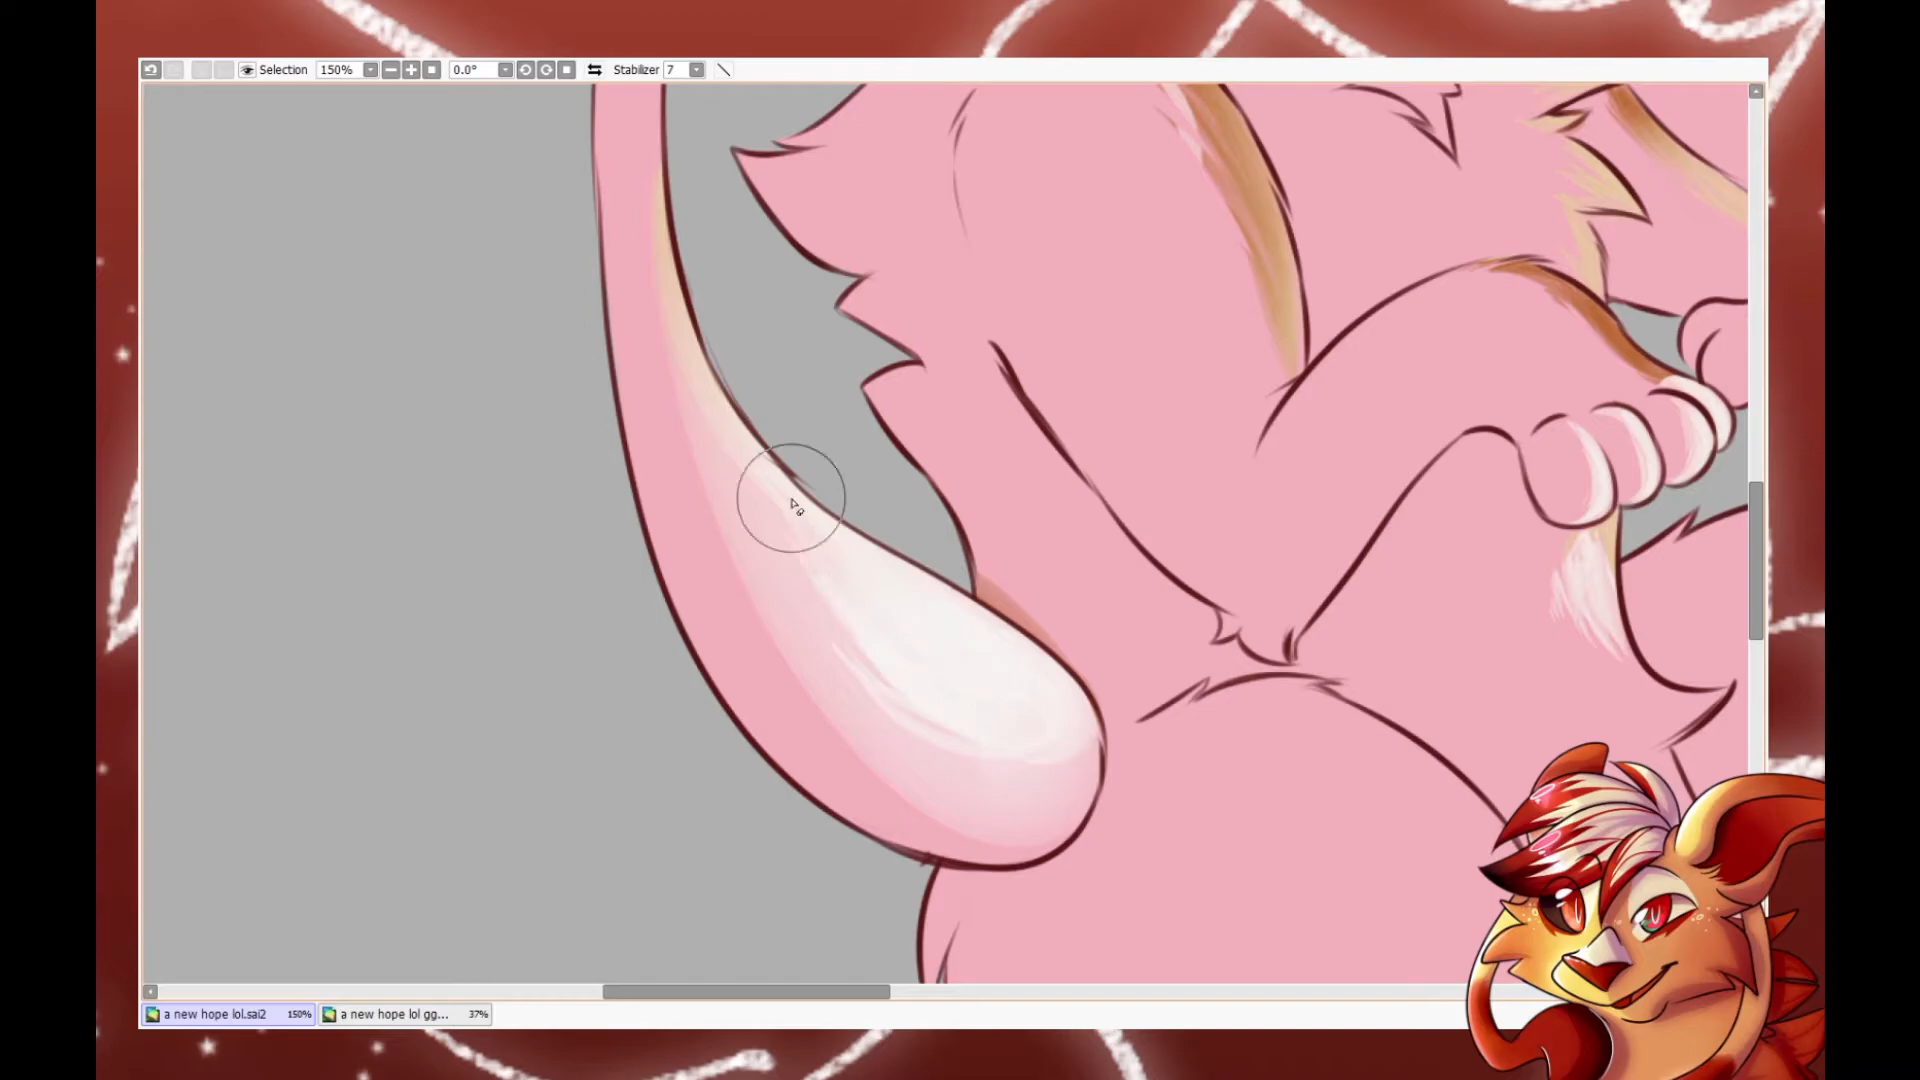 Selection 150% 0.0° Stabilizer 7
a new hope lol.sai2 150% a new hope lol gg... 37%